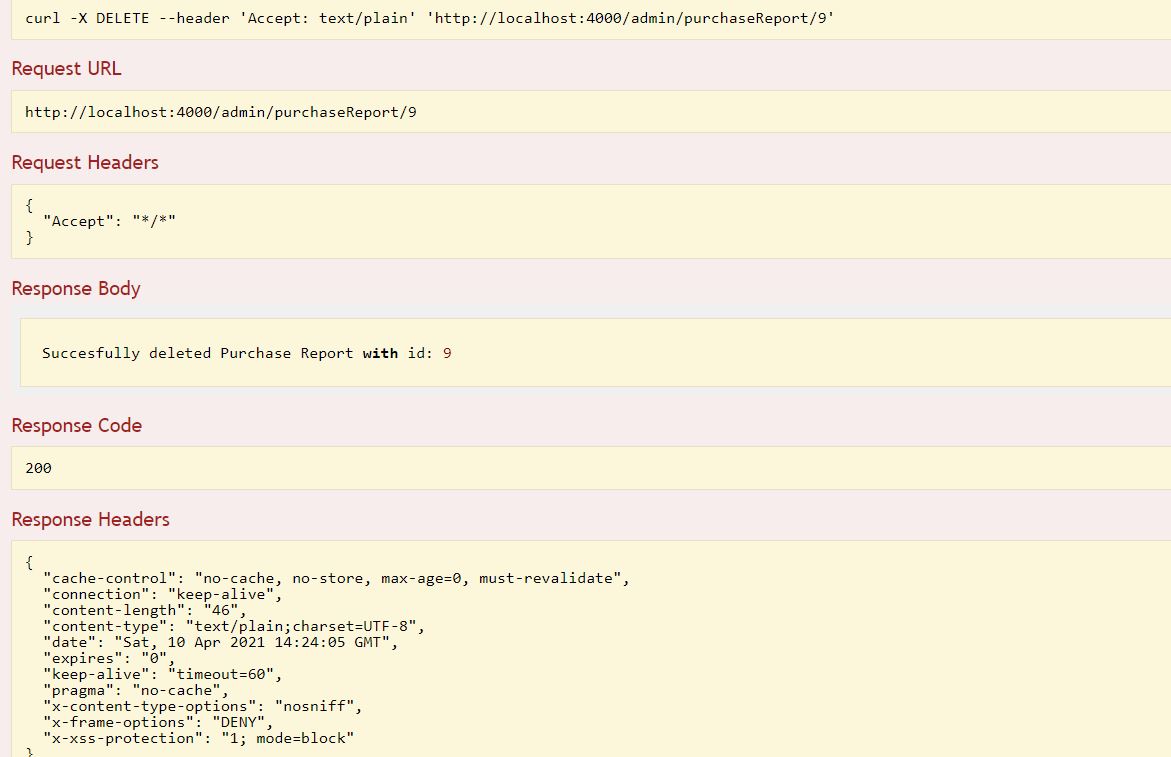 curl -X DELETE --header 'Accept: text/plain' 'http://localhost:4000/admin/purchaseReport/9'
Request URL
http://localhost:4000/admin/purchaseReport/9
Request Headers
{
  "Accept": "*/*"
}
Response Body
Succesfully deleted Purchase Report with id: 9
Response Code
200
Response Headers
{
  "cache-control": "no-cache, no-store, max-age=0, must-revalidate",
  "connection": "keep-alive",
  "content-length": "46",
  "content-type": "text/plain;charset=UTF-8",
  "date": "Sat, 10 Apr 2021 14:24:05 GMT",
  "expires": "0",
  "keep-alive": "timeout=60",
  "pragma": "no-cache",
  "x-content-type-options": "nosniff",
  "x-frame-options": "DENY",
  "x-xss-protection": "1; mode=block"
}